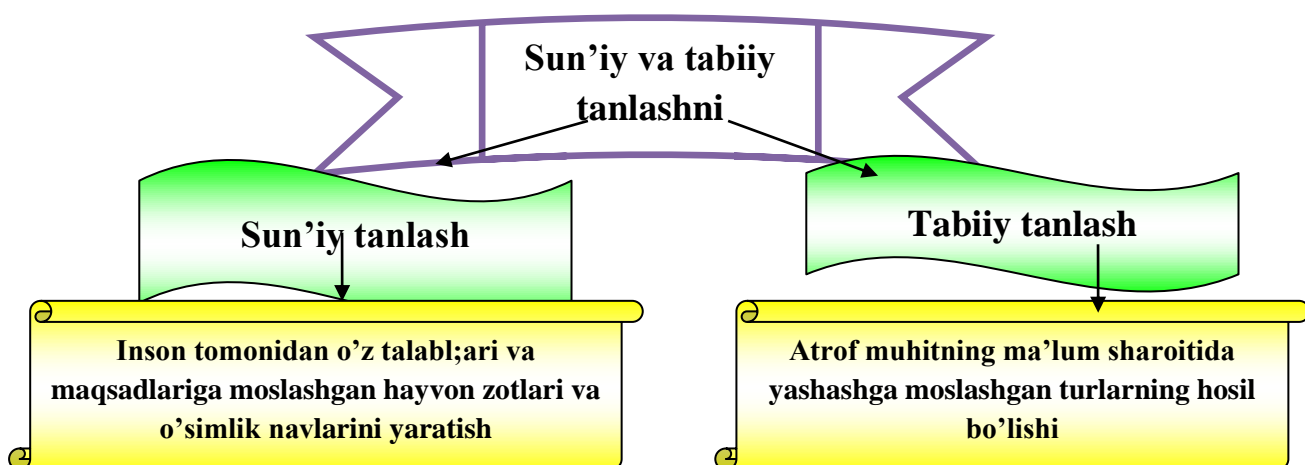 Sun’iy va tabiiy
tanlashni
Sun’iy tanlash
Tabiiy tanlash
Inson tomonidan o’z talabl;ari va
maqsadlariga moslashgan hayvon zotlari va
o’simlik navlarini yaratish
Atrof muhitning ma’lum sharoitida
yashashga moslashgan turlarning hosil
bo’lishi